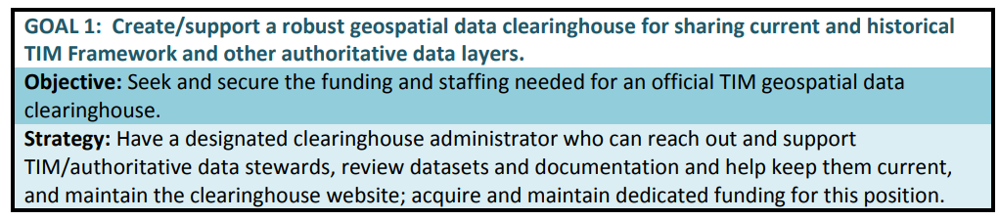 GOAL 1:  Create/support a robust geospatial data clearinghouse for sharing current and historical
TIM Framework and other authoritative data layers.
Objective: Seek and secure the funding and staffing needed for an official TIM geospatial data
clearinghouse.
Strategy: Have a designated clearinghouse administrator who can reach out and support
TIM/authoritative data stewards, review datasets and documentation and help keep them current,
and maintain the clearinghouse website; acquire and maintain dedicated funding for this position.